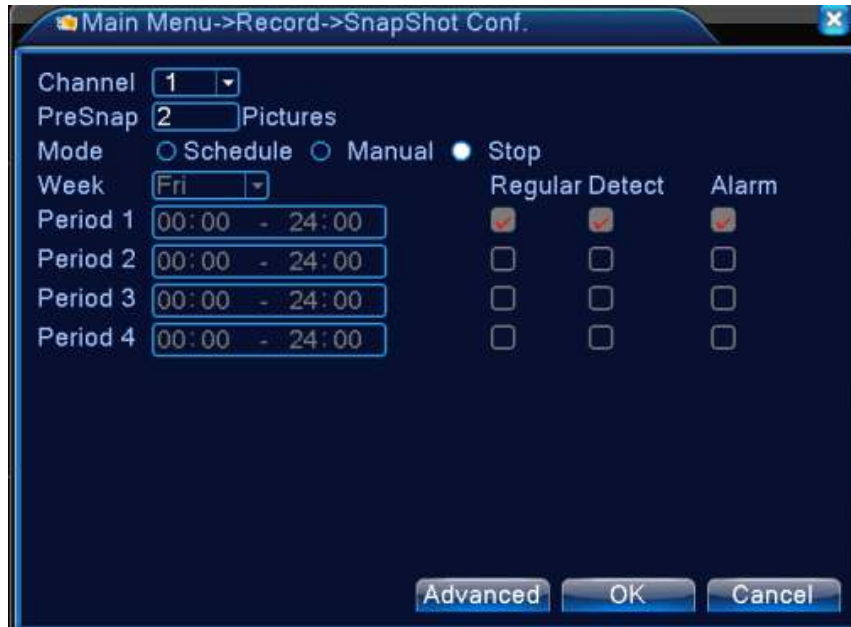 Main Menu->Record->SnapShot Conf.
Channel 1
PreSnap 2 Pictures
Mode Schedule Manual Stop
Week Fri Regular Detect Alarm
Period 1 00:00 - 24:00
Period 2 00:00 - 24:00
Period 3 00:00 - 24:00
Period 4 00:00 - 24:00
Advanced OK Cancel